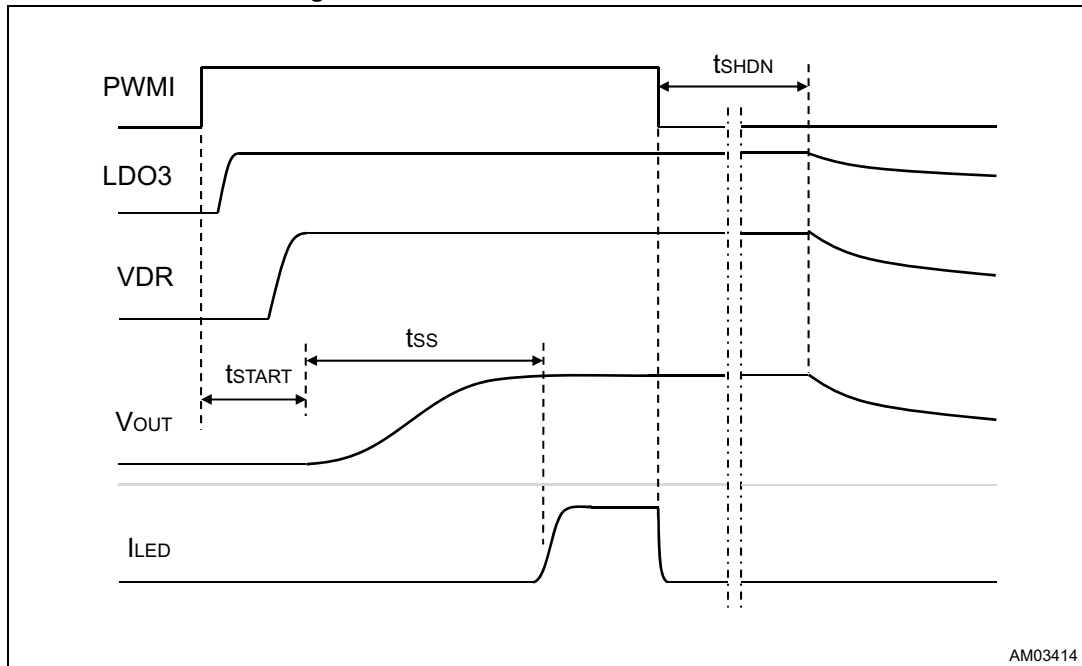 PWMI
tSHDN
LDO3
VDR
tSS
tSTART
VOUT
ILED
AM03414